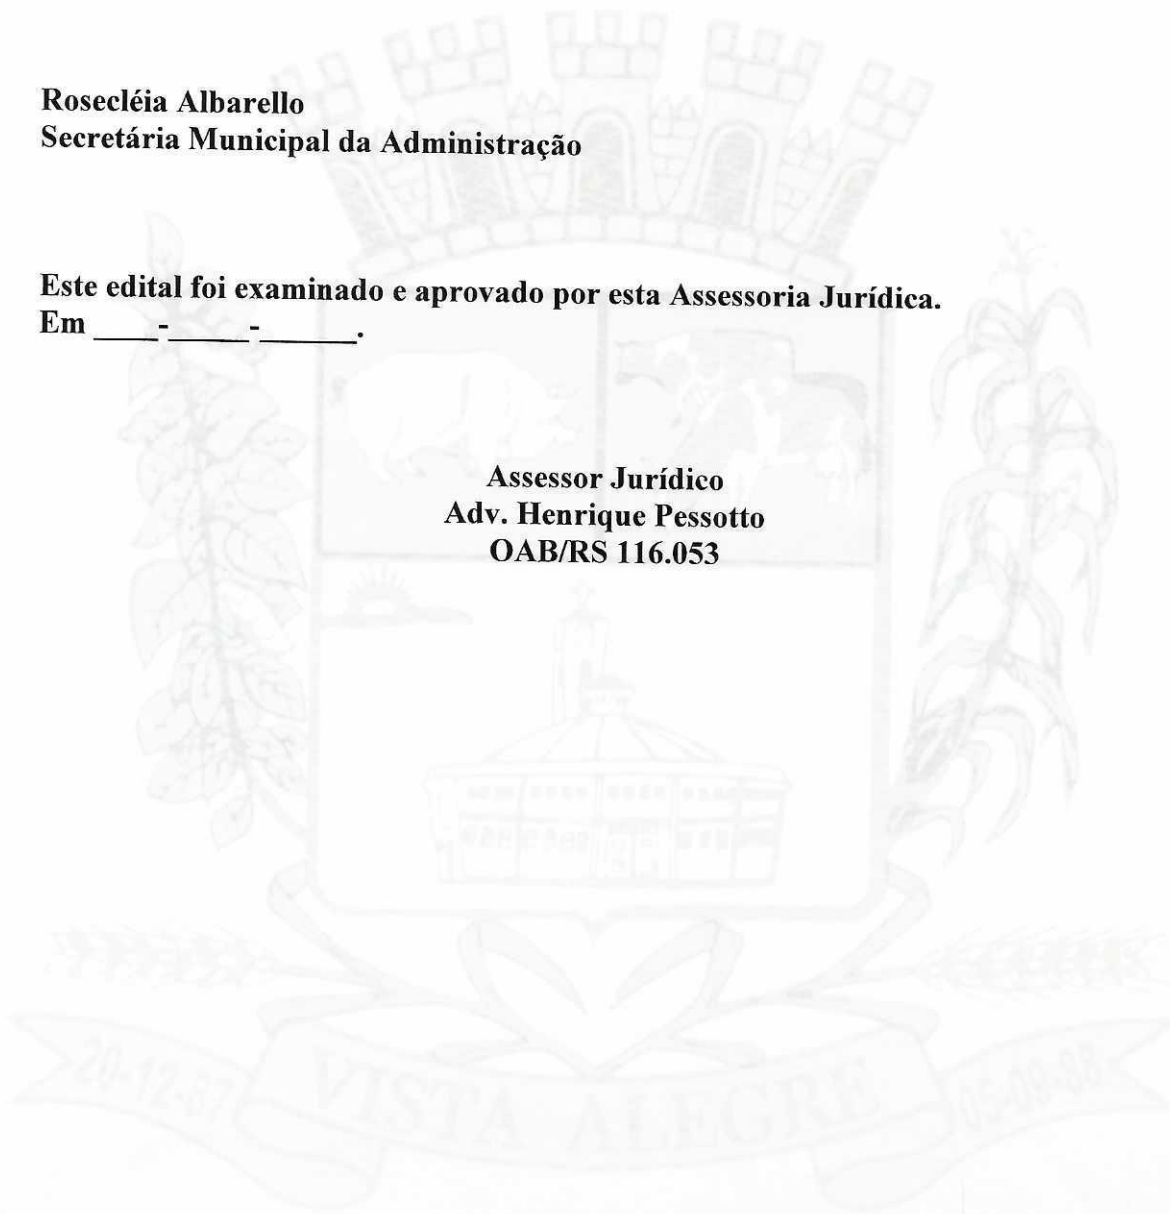 Rosecléia Albarello
Secretária Municipal da Administração
Este edital foi examinado e aprovado por esta Assessoria Jurídica.
Em ____-_____-______.
Assessor Jurídico
Adv. Henrique Pessotto
OAB/RS 116.053
20-12-87
VISTA ALEGRE
05-09-88